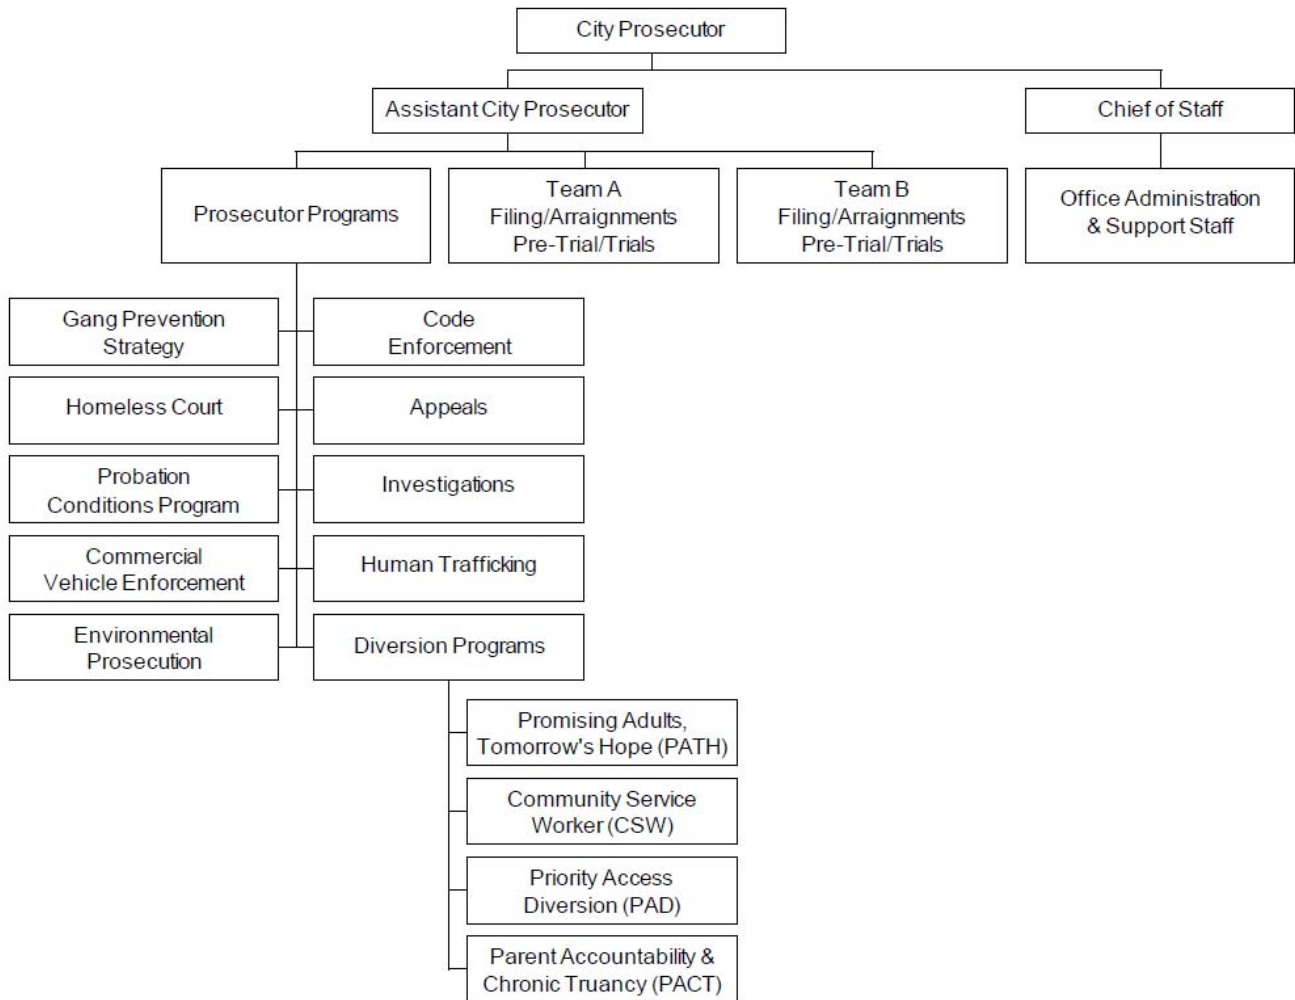 City Prosecutor
Assistant City Prosecutor
Chief of Staff
Prosecutor Programs
Team A
Filing/Arraignments
Pre-Trial/Trials
Team B
Filing/Arraignments
Pre-Trial/Trials
Office Administration
& Support Staff
Gang Prevention
Strategy
Code
Enforcement
Homeless Court
Appeals
Probation
Conditions Program
Investigations
Commercial
Vehicle Enforcement
Human Trafficking
Environmental
Prosecution
Diversion Programs
Promising Adults,
Tomorrow's Hope (PATH)
Community Service
Worker (CSW)
Priority Access
Diversion (PAD)
Parent Accountability &
Chronic Truancy (PACT)